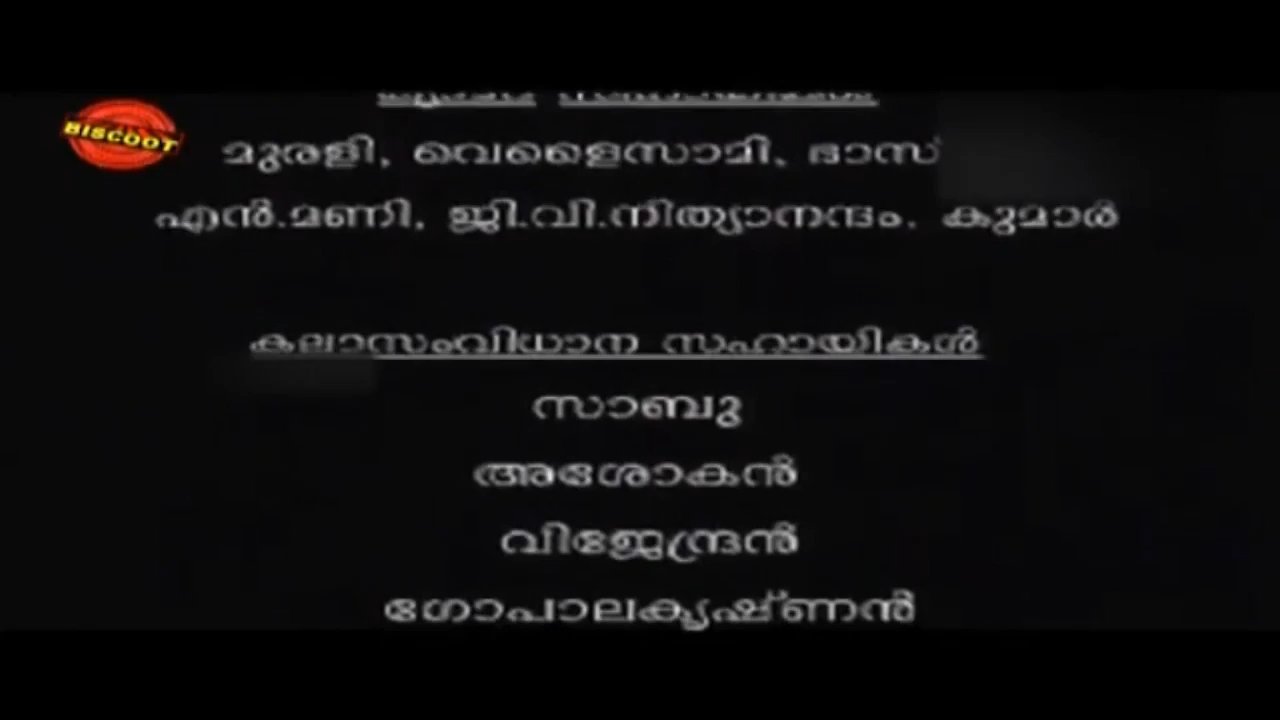 BISCOOT
മുരളി, വെളൈസാമി, ദാസ്
എൻ.മണി, ജി.വി.നിത്യാനന്ദം, കുമാർ
കലാസംവിധാന സഹായികൾ
സാബു
അശോകൻ
വിജേന്ദ്രൻ
ഗോപാലകൃഷ്ണൻ